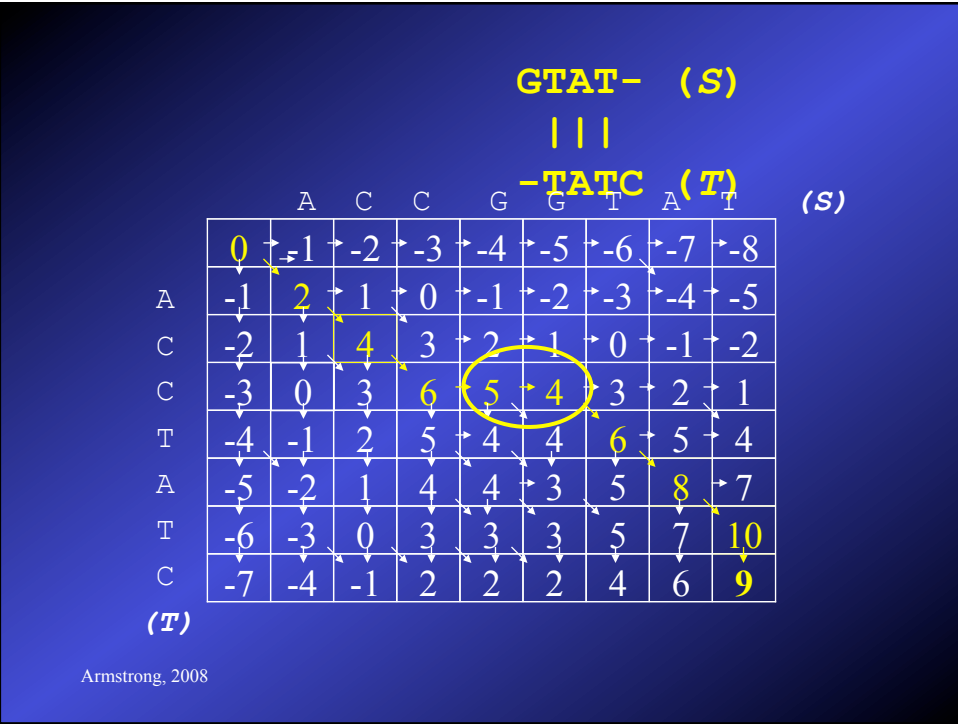 GTAT- (S)
|||
-TATC (T)
A C C G G T A T (S)
0 -1 -2 -3 -4 -5 -6 -7 -8
A -1 2 1 0 -1 -2 -3 -4 -5
C -2 1 4 3 2 1 0 -1 -2
C -3 0 3 6 5 4 3 2 1
T -4 -1 2 5 4 4 6 5 4
A -5 -2 1 4 4 3 5 8 7
T -6 -3 0 3 3 3 5 7 10
C -7 -4 -1 2 2 2 4 6 9
(T)
Armstrong, 2008